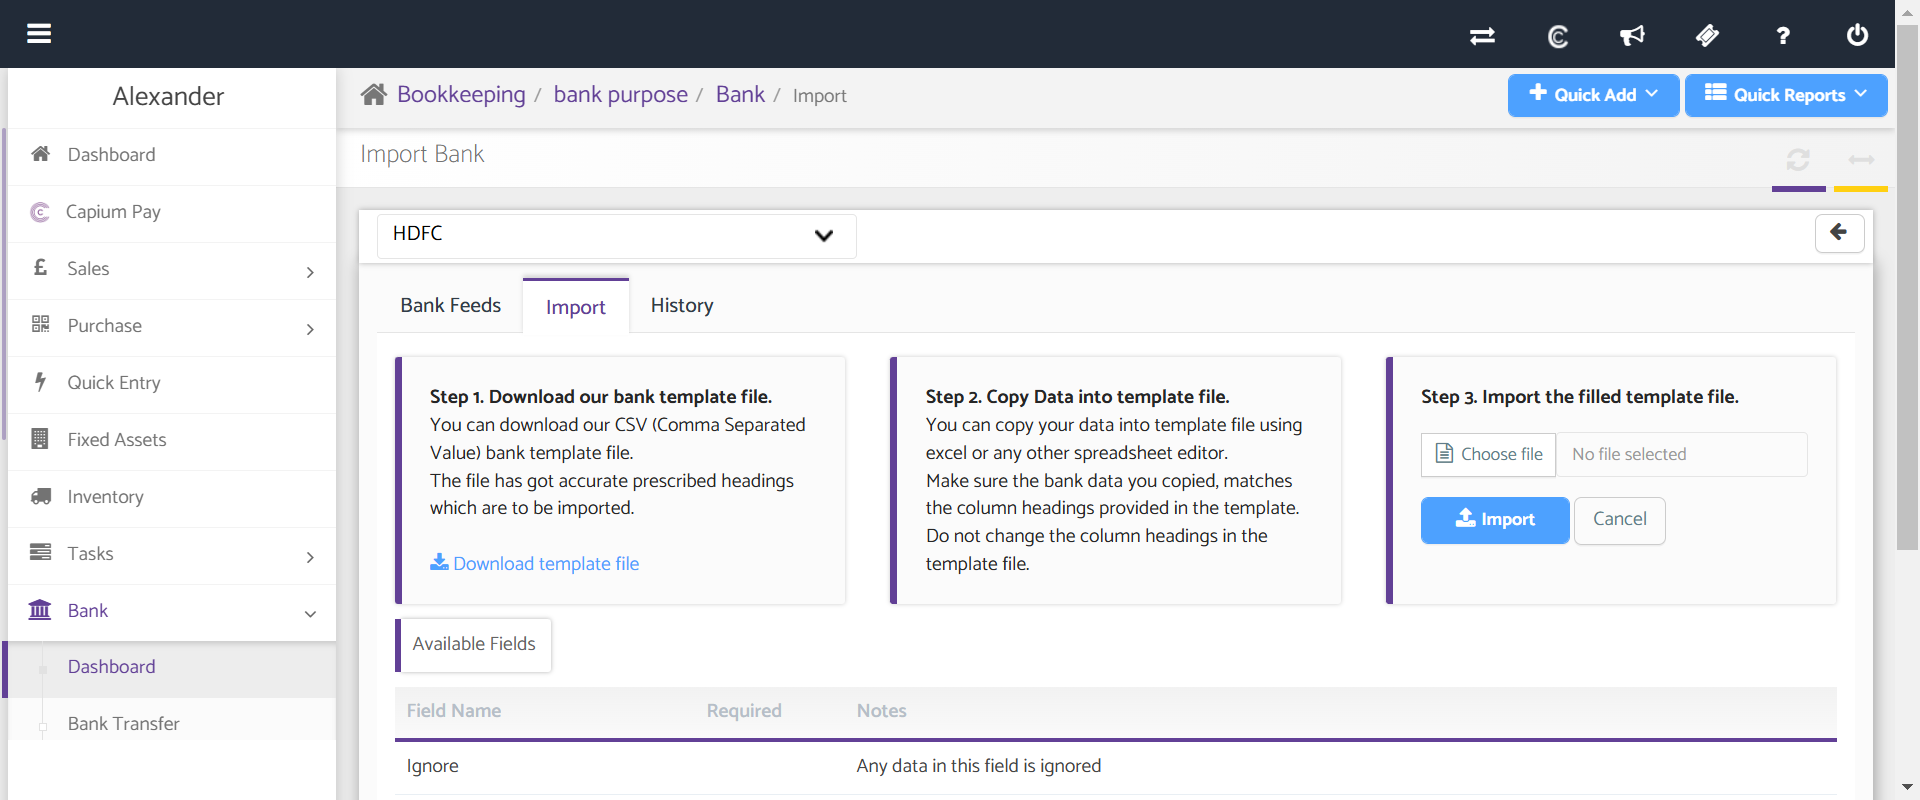 Alexander
Dashboard
Capium Pay
Sales
Purchase
Quick Entry
Fixed Assets
Inventory
Tasks
Bank
Dashboard
Bank Transfer
Bookkeeping / bank purpose / Bank / Import
Quick Add
Quick Reports
Import Bank
HDFC
Bank Feeds
Import
History
Step 1. Download our bank template file.
You can download our CSV (Comma Separated
Value) bank template file.
The file has got accurate prescribed headings
which are to be imported.
Download template file
Step 2. Copy Data into template file.
You can copy your data into template file using
excel or any other spreadsheet editor.
Make sure the bank data you copied, matches
the column headings provided in the template.
Do not change the column headings in the
template file.
Step 3. Import the filled template file.
Choose file
No file selected
Import
Cancel
Available Fields
Field Name Required Notes
Ignore Any data in this field is ignored